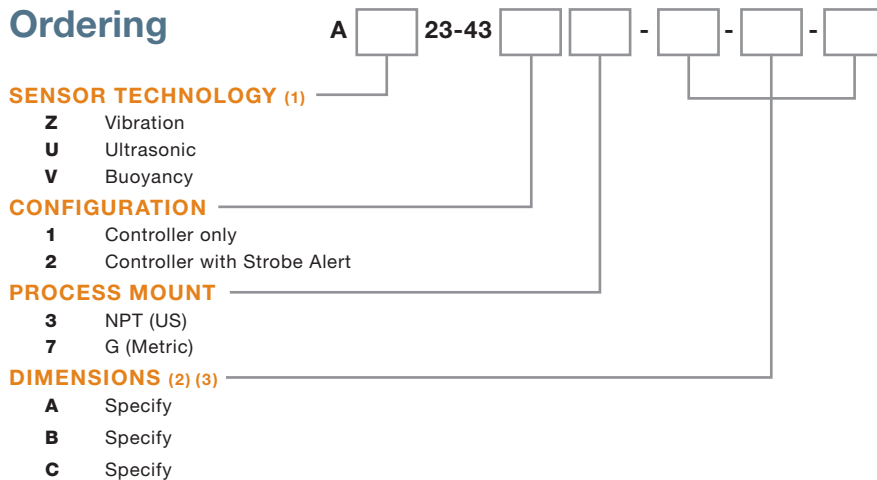 Ordering
A 23-43 - - -
SENSOR TECHNOLOGY (1)
Z Vibration
U Ultrasonic
V Buoyancy
CONFIGURATION
1 Controller only
2 Controller with Strobe Alert
PROCESS MOUNT
3 NPT (US)
7 G (Metric)
DIMENSIONS (2) (3)
A Specify
B Specify
C Specify